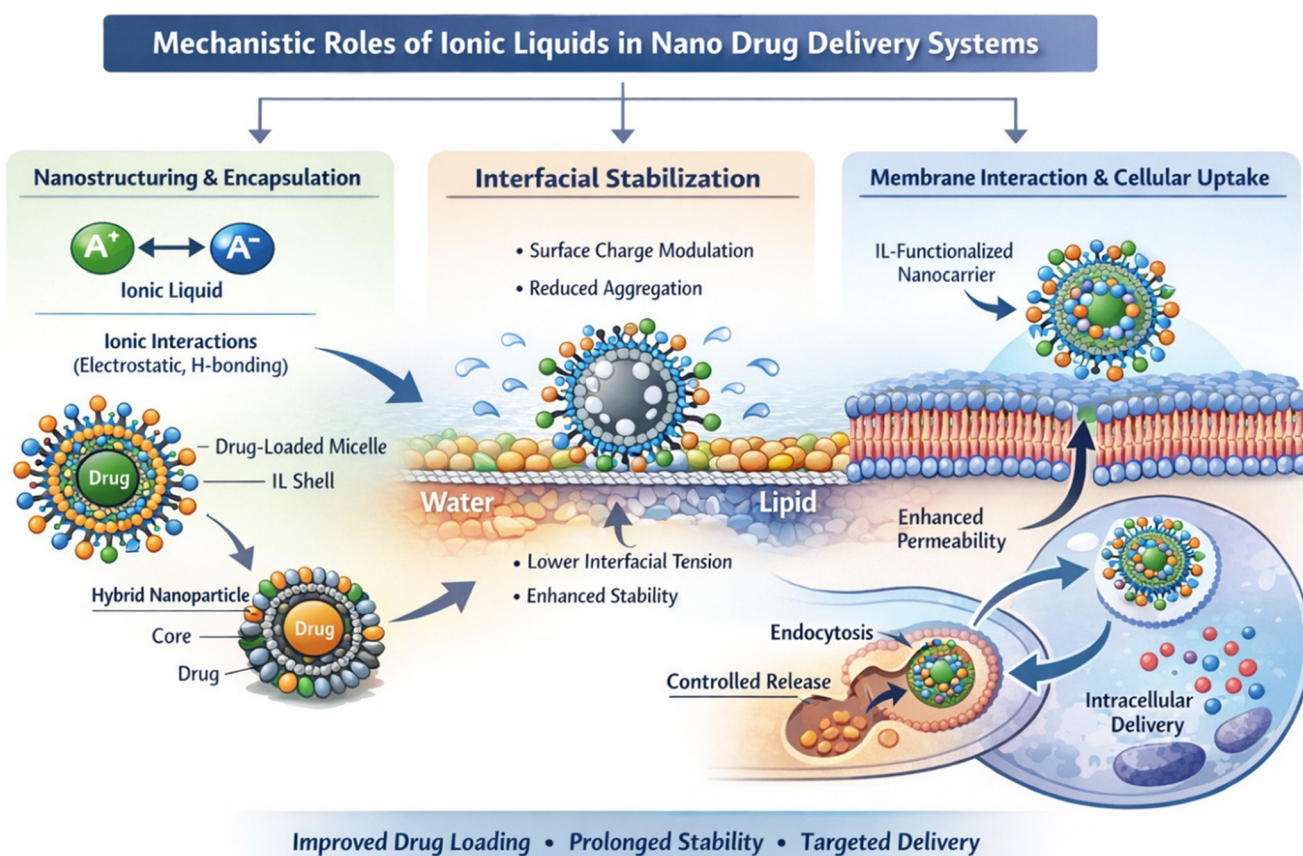 Mechanistic Roles of Ionic Liquids in Nano Drug Delivery Systems
Nanostructuring & Encapsulation
A+
A−
Ionic Liquid
Ionic Interactions
(Electrostatic, H-bonding)
Drug-Loaded Micelle
Drug
IL Shell
Hybrid Nanoparticle
Drug
Core
Drug
Interfacial Stabilization
• Surface Charge Modulation
• Reduced Aggregation
Water
Lipid
• Lower Interfacial Tension
• Enhanced Stability
Membrane Interaction & Cellular Uptake
IL-Functionalized
Nanocarrier
Enhanced
Permeability
Endocytosis
Controlled Release
Intracellular
Delivery
Improved Drug Loading • Prolonged Stability • Targeted Delivery